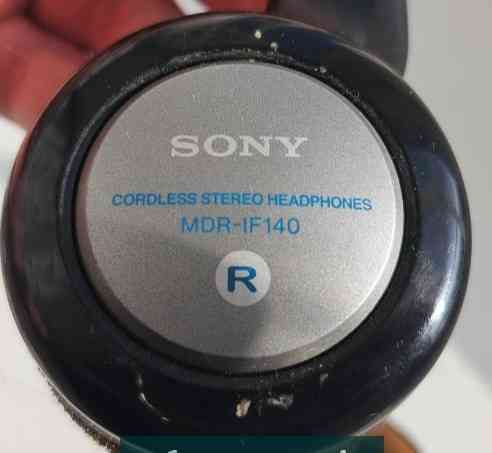 SONY
CORDLESS STEREO HEADPHONES
MDR-IF140
R